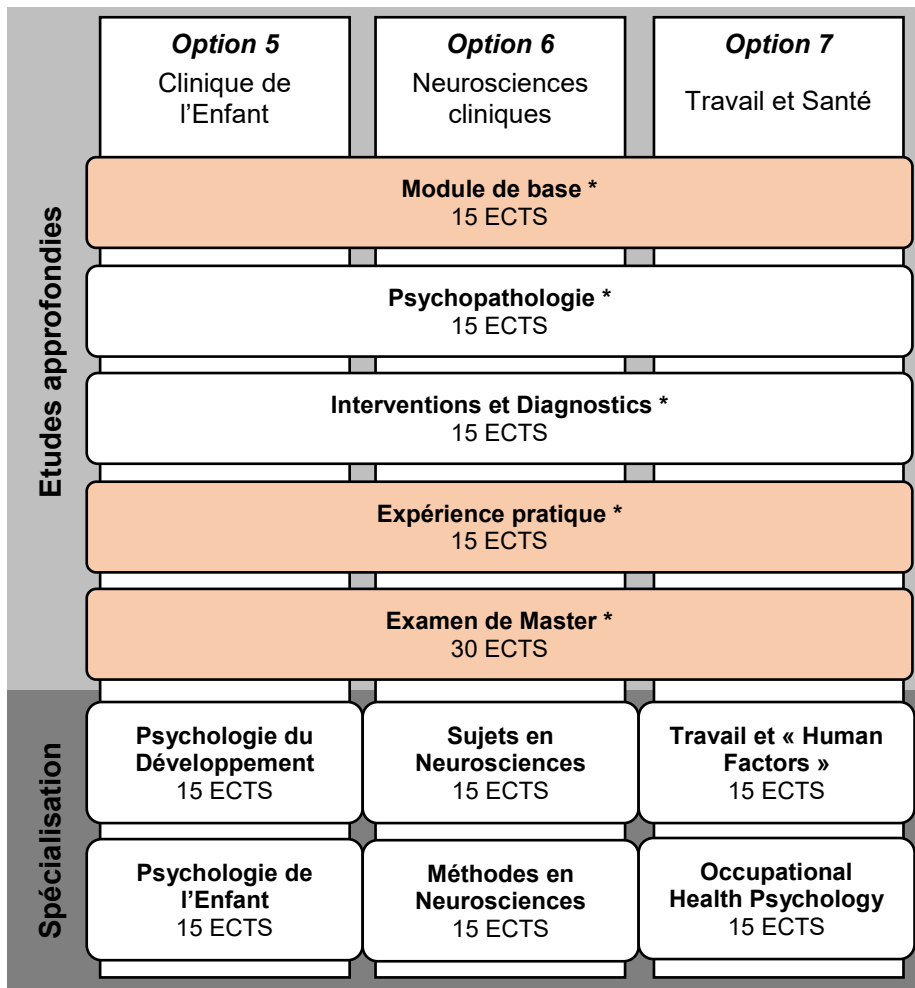 Option 5
Clinique de
l'Enfant
Option 6
Neurosciences
cliniques
Option 7
Travail et Santé
Etudes approfondies
Module de base *
15 ECTS
Psychopathologie *
15 ECTS
Interventions et Diagnostics *
15 ECTS
Expérience pratique *
15 ECTS
Examen de Master *
30 ECTS
Spécialisation
Psychologie du
Développement
15 ECTS
Sujets en
Neurosciences
15 ECTS
Travail et « Human
Factors »
15 ECTS
Psychologie de
l'Enfant
15 ECTS
Méthodes en
Neurosciences
15 ECTS
Occupational
Health Psychology
15 ECTS